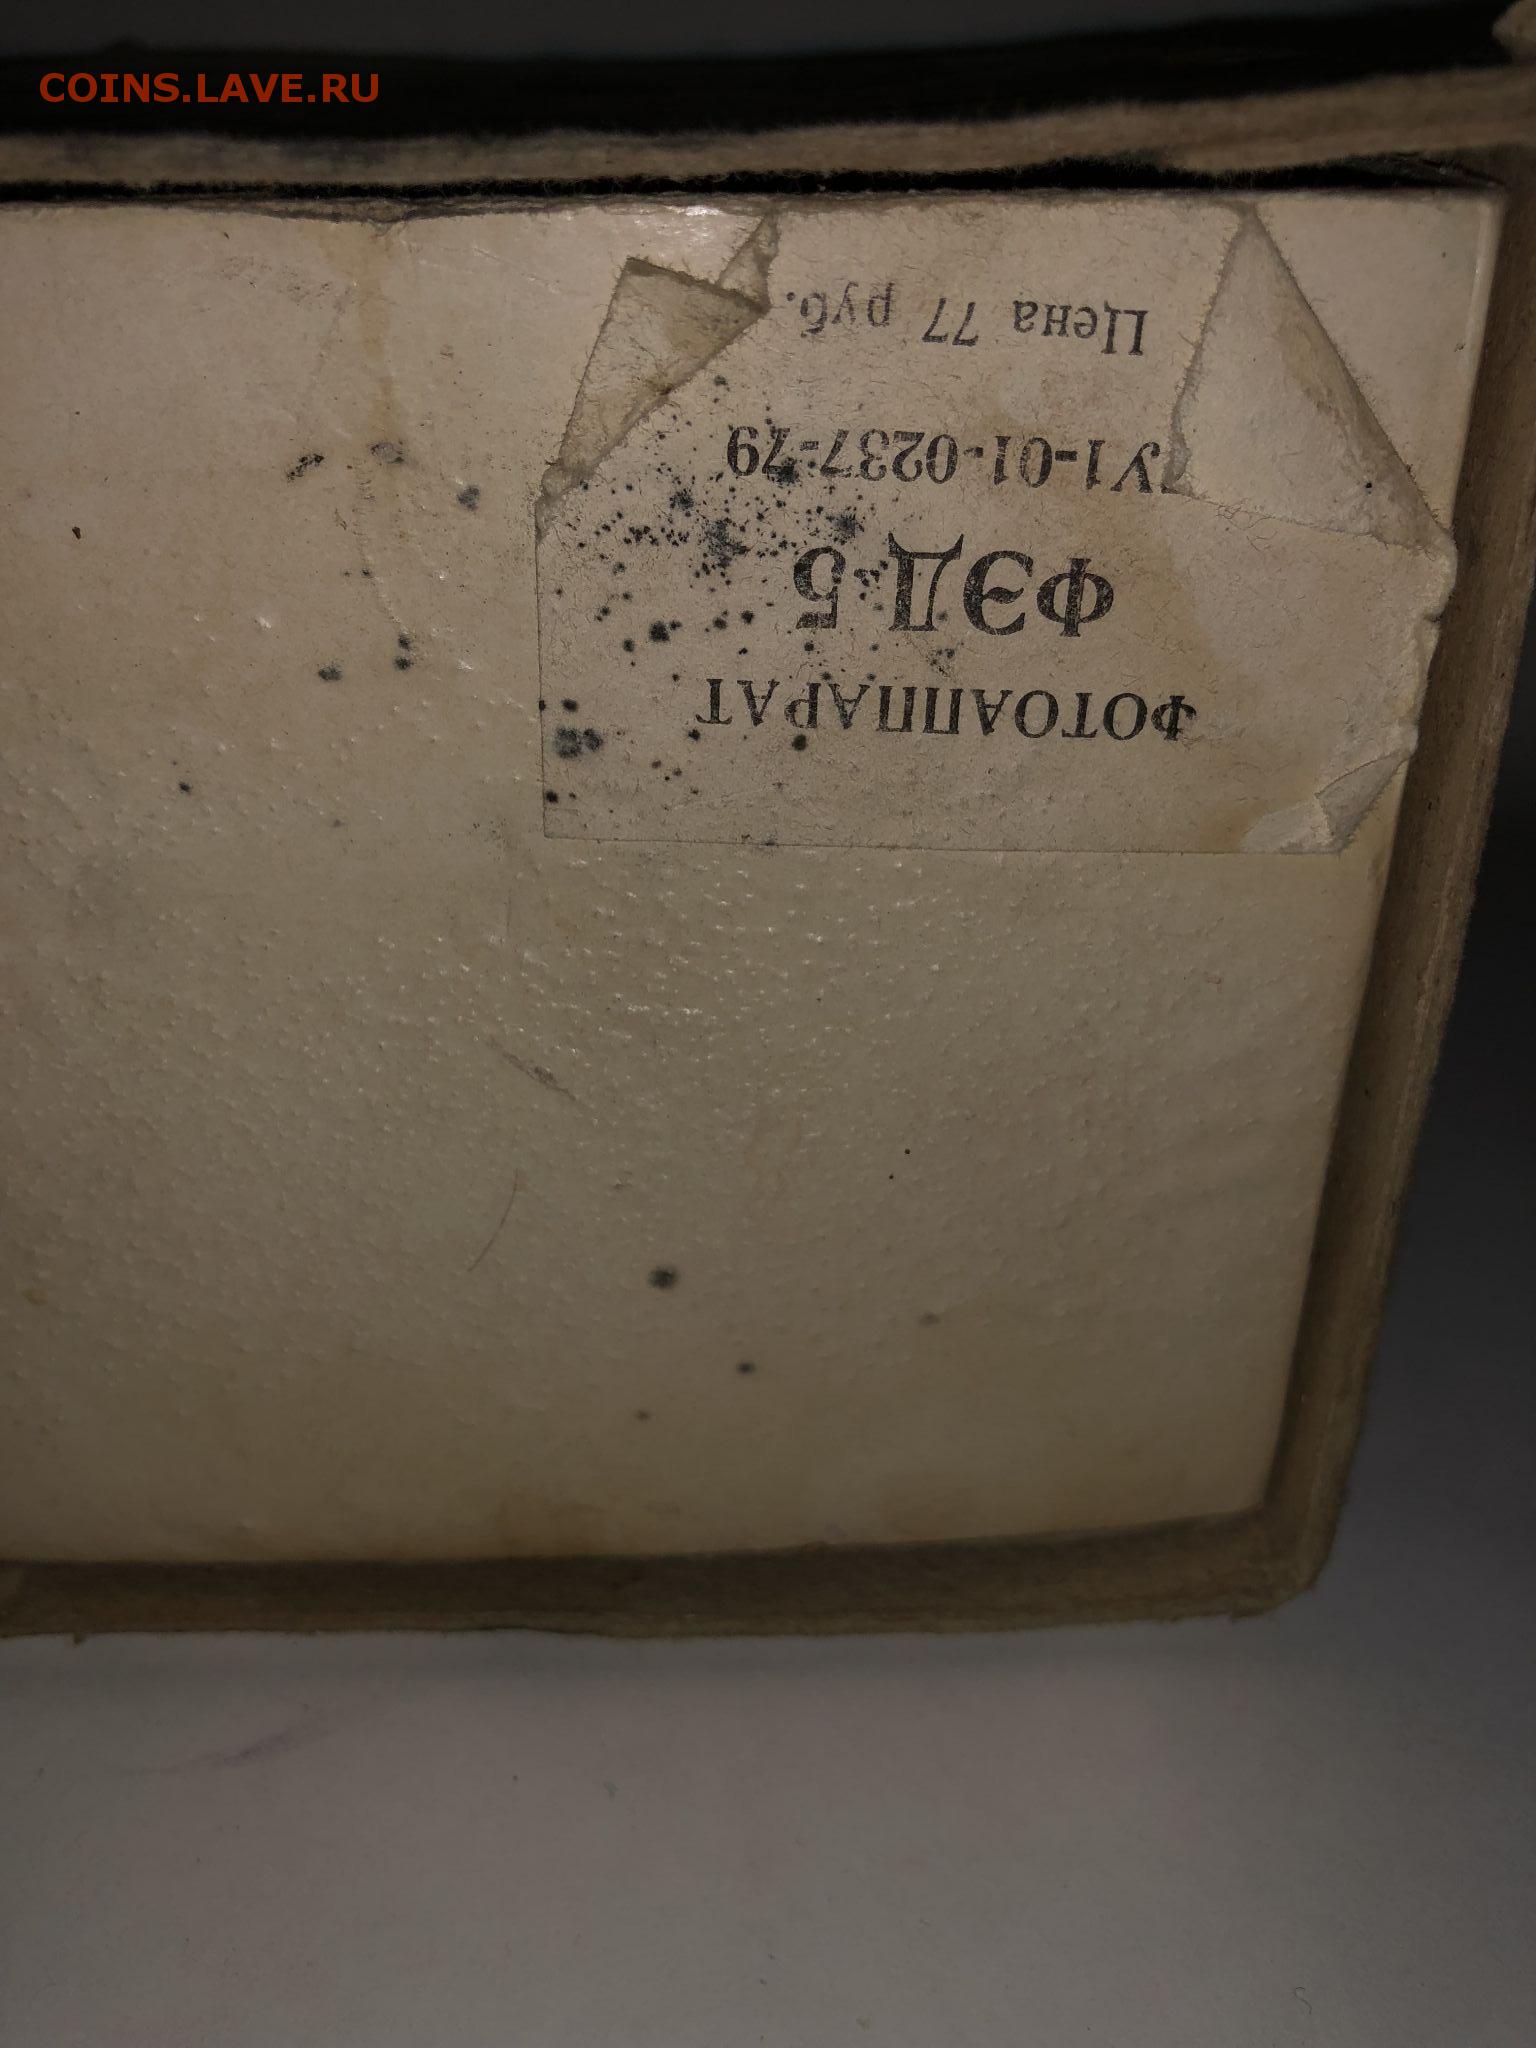 COINS.LAVE.RU
ФОТОАППАРАТ
ФЭД-5
ТУ1-01-0237-79
Цена 77 руб.